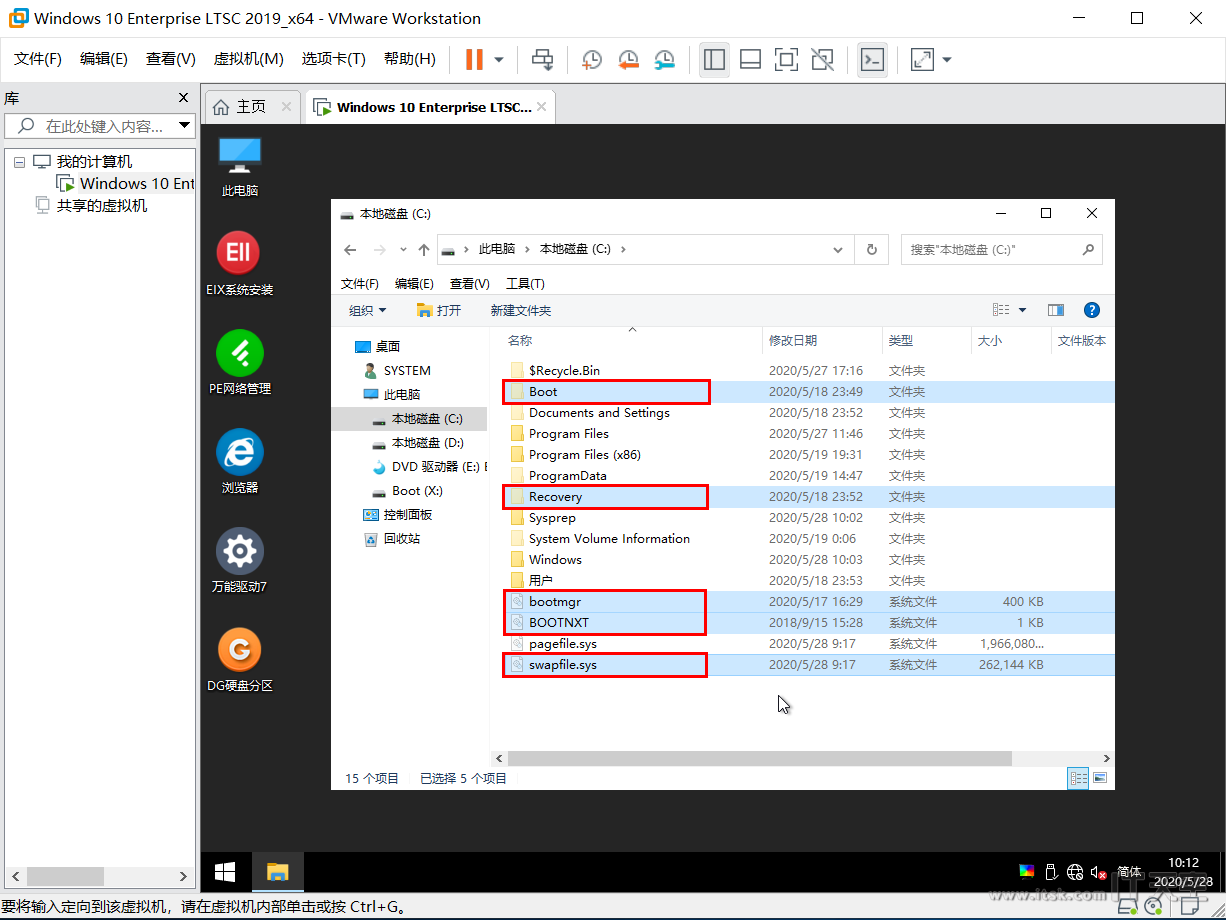 Windows 10 Enterprise LTSC 2019_x64 - VMware Workstation
文件(F) 编辑(E) 查看(V) 虚拟机(M) 选项卡(T) 帮助(H)
库
在此处键入内容...
我的计算机
Windows 10 Ent
共享的虚拟机
主页
Windows 10 Enterprise LTSC...
此电脑
EII
EIX系统安装
PE网络管理
浏览器
万能驱动7
DG硬盘分区
本地磁盘 (C:)
此电脑 本地磁盘 (C:)
搜索"本地磁盘 (C:)"
文件(F) 编辑(E) 查看(V) 工具(T)
组织 打开 新建文件夹
桌面
SYSTEM
此电脑
本地磁盘 (C:)
本地磁盘 (D:)
DVD 驱动器 (E:)
Boot (X:)
控制面板
回收站
名称 修改日期 类型 大小 文件版本
$Recycle.Bin 2020/5/27 17:16 文件夹
Boot 2020/5/18 23:49 文件夹
Documents and Settings 2020/5/18 23:52 文件夹
Program Files 2020/5/27 11:46 文件夹
Program Files (x86) 2020/5/19 19:31 文件夹
ProgramData 2020/5/19 14:47 文件夹
Recovery 2020/5/18 23:52 文件夹
Sysprep 2020/5/28 10:02 文件夹
System Volume Information 2020/5/19 0:06 文件夹
Windows 2020/5/28 10:03 文件夹
用户 2020/5/18 23:53 文件夹
bootmgr 2020/5/17 16:29 系统文件 400 KB
BOOTNXT 2018/9/15 15:28 系统文件 1 KB
pagefile.sys 2020/5/28 9:17 系统文件 1,966,080...
swapfile.sys 2020/5/28 9:17 系统文件 262,144 KB
15 个项目 已选择 5 个项目
简体
10:12
2020/5/28
www.itsk.com
要将输入定向到该虚拟机，请在虚拟机内部单击或按 Ctrl+G。